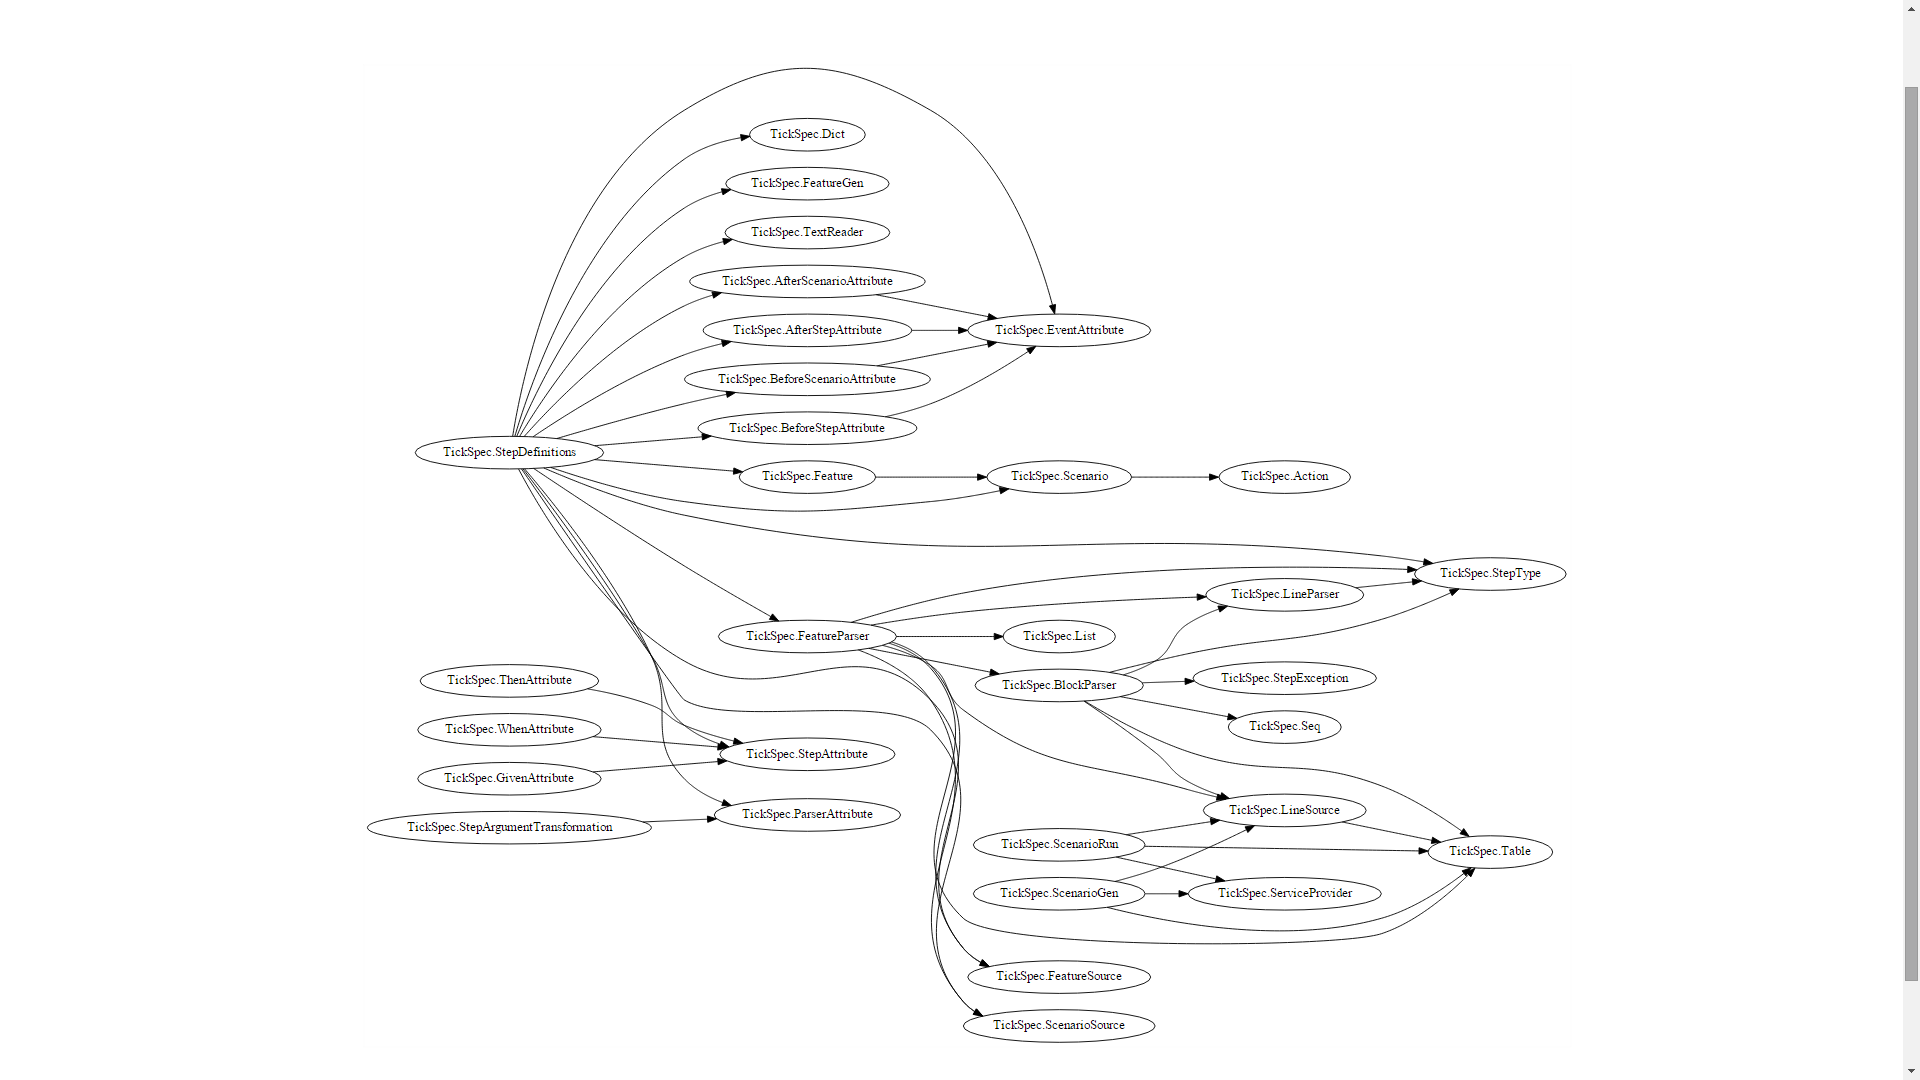 TickSpec.Dict
TickSpec.FeatureGen
TickSpec.TextReader
TickSpec.AfterScenarioAttribute
TickSpec.AfterStepAttribute
TickSpec.EventAttribute
TickSpec.BeforeScenarioAttribute
TickSpec.BeforeStepAttribute
TickSpec.StepDefinitions
TickSpec.Feature
TickSpec.Scenario
TickSpec.Action
TickSpec.StepType
TickSpec.LineParser
TickSpec.FeatureParser
TickSpec.List
TickSpec.ThenAttribute
TickSpec.BlockParser
TickSpec.StepException
TickSpec.WhenAttribute
TickSpec.Seq
TickSpec.StepAttribute
TickSpec.GivenAttribute
TickSpec.ParserAttribute
TickSpec.LineSource
TickSpec.StepArgumentTransformation
TickSpec.ScenarioRun
TickSpec.Table
TickSpec.ScenarioGen
TickSpec.ServiceProvider
TickSpec.FeatureSource
TickSpec.ScenarioSource